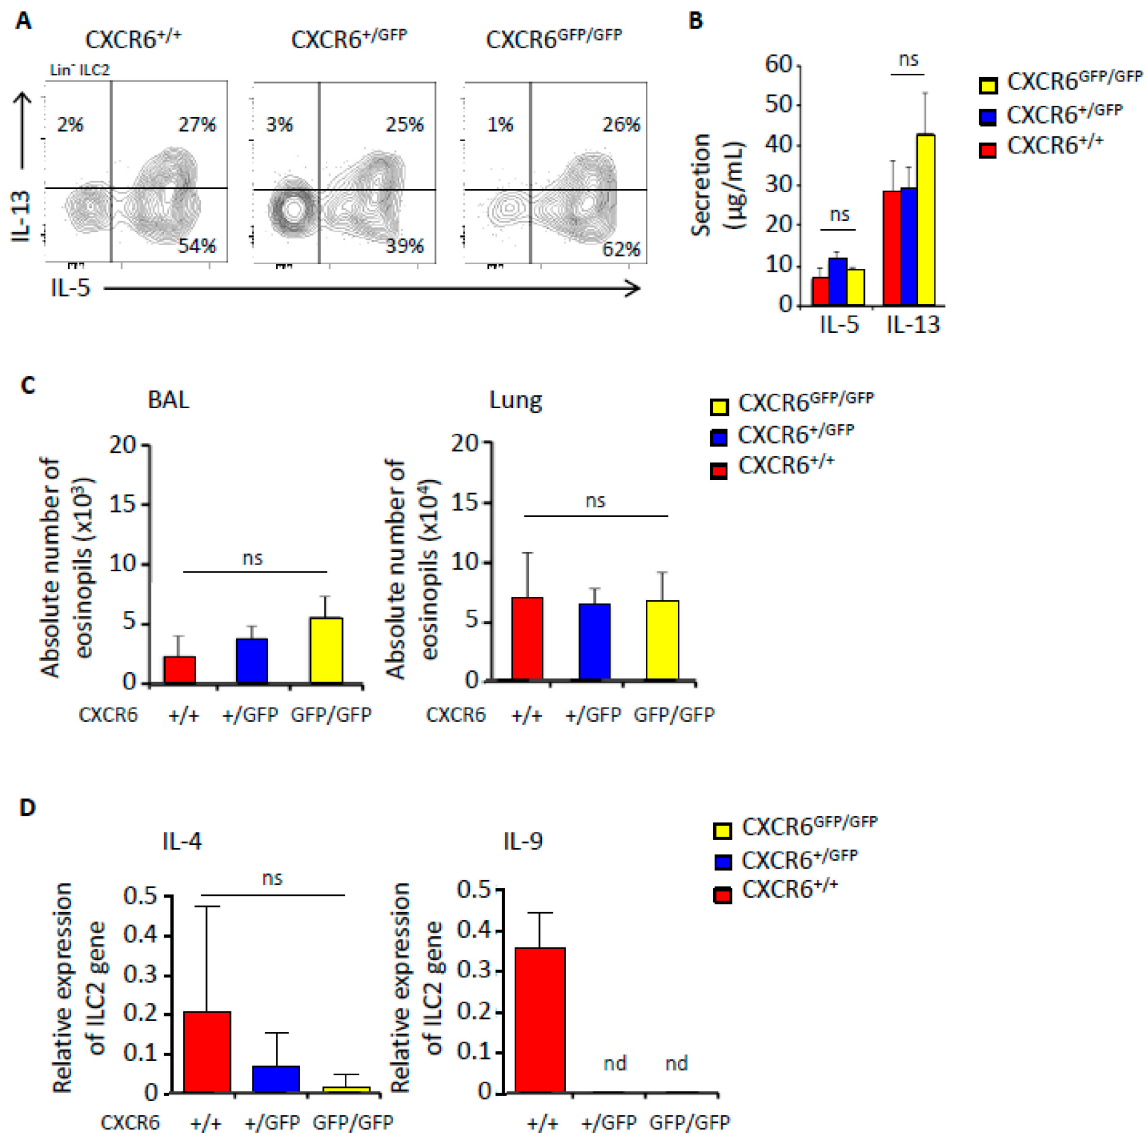 A
CXCR6+/+
CXCR6+/GFP
CXCR6GFP/GFP
Lin- ILC2
2%
27%
54%
3%
25%
39%
1%
26%
62%
IL-13
IL-5
B
ns
ns
60
50
40
30
20
10
0
Secretion
(µg/mL)
IL-5
IL-13
CXCR6GFP/GFP
CXCR6+/GFP
CXCR6+/+
C
BAL
Absolute number of
eosinopils (x10³)
20
15
10
5
0
ns
CXCR6
+/+
+/GFP
GFP/GFP
Lung
Absolute number of
eosinopils (x10⁴)
20
15
10
5
0
ns
CXCR6
+/+
+/GFP
GFP/GFP
CXCR6GFP/GFP
CXCR6+/GFP
CXCR6+/+
D
IL-4
Relative expression
of ILC2 gene
0.5
0.4
0.3
0.2
0.1
0
ns
CXCR6
+/+
+/GFP
GFP/GFP
IL-9
Relative expression
of ILC2 gene
0.5
0.4
0.3
0.2
0.1
0
nd
nd
+/+
+/GFP
GFP/GFP
CXCR6GFP/GFP
CXCR6+/GFP
CXCR6+/+